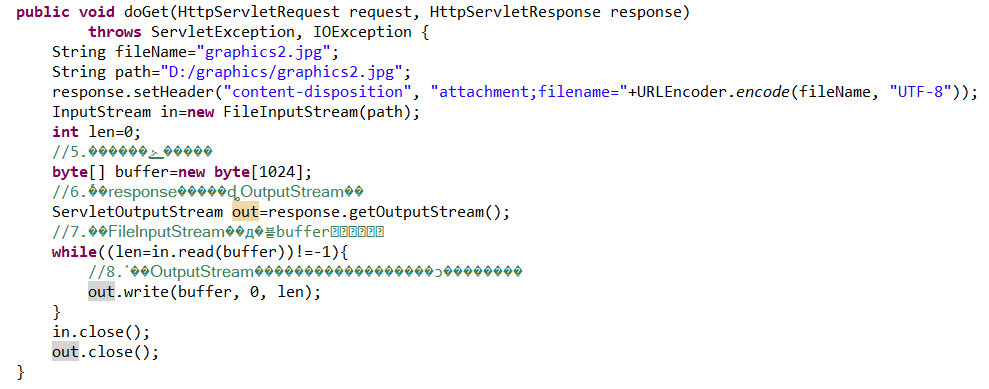 public void doGet(HttpServletRequest request, HttpServletResponse response)
throws ServletException, IOException {
String fileName="graphics2.jpg";
String path="D:/graphics/graphics2.jpg";
response.setHeader("content-disposition", "attachment;filename="+URLEncoder.encode(fileName, "UTF-8"));
InputStream in=new FileInputStream(path);
int len=0;
//5.
byte[] buffer=new byte[1024];
//6. response OutputStream
ServletOutputStream out=response.getOutputStream();
//7. FileInputStream buffer
while((len=in.read(buffer))!=-1){
//8. OutputStream
out.write(buffer, 0, len);
}
in.close();
out.close();
}